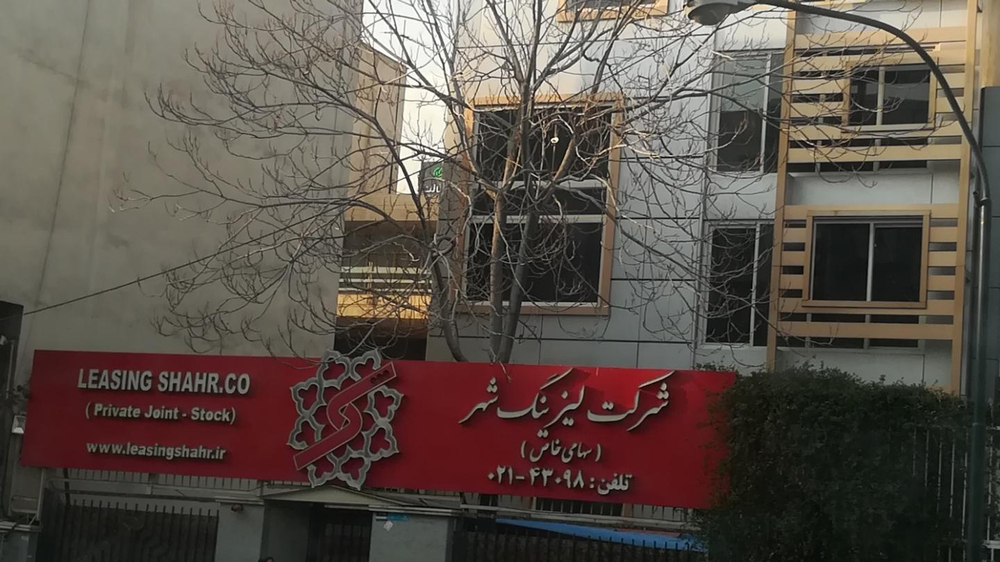 LEASING SHAHR.CO
( Private Joint - Stock)
www.leasingshahr.ir
شرکت لیزینگ شهر
( سهامی خاص )
تلفن: ۴۳۰۹۸-۰۲۱